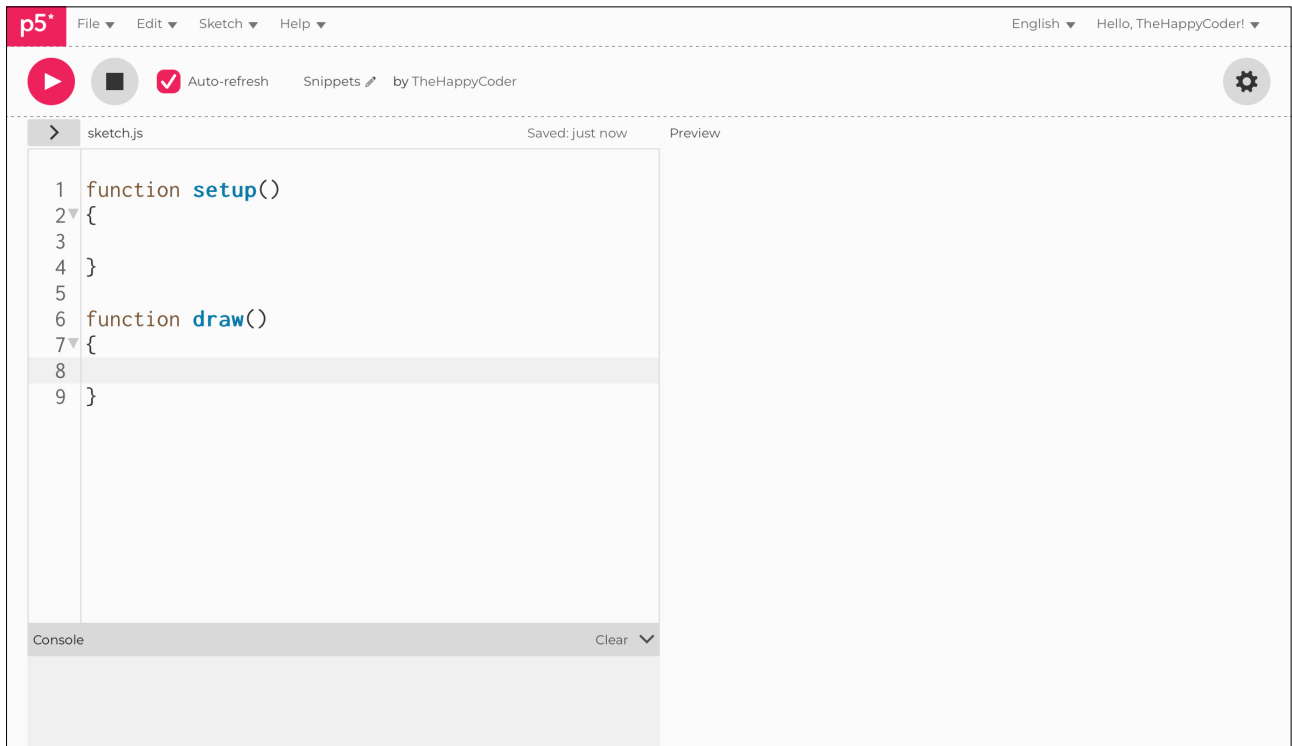 p5* File Edit Sketch Help English Hello, TheHappyCoder!
Auto-refresh Snippets by TheHappyCoder
sketch.js Saved: just now Preview
1 function setup()
2 {
3
4 }
5
6 function draw()
7 {
8
9 }
Console Clear